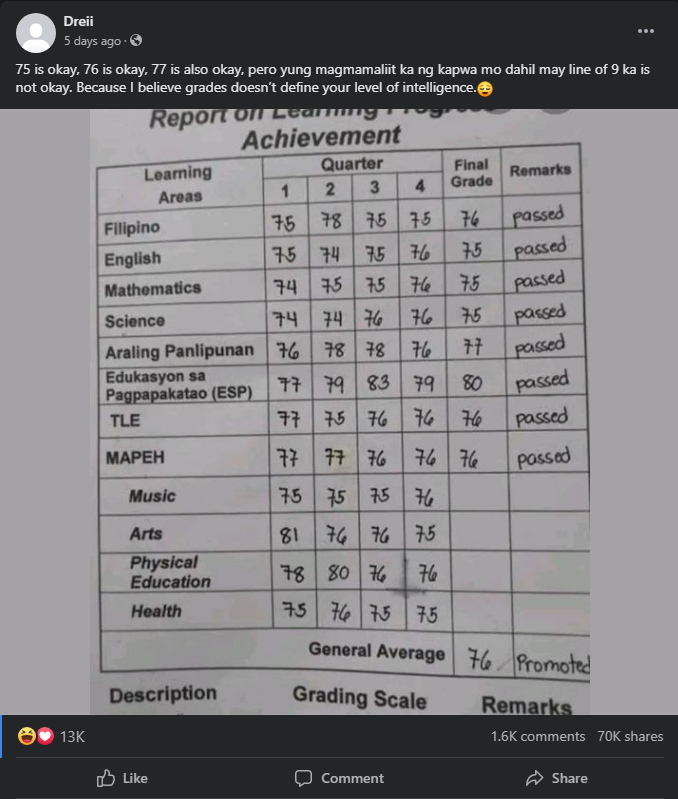 Dreii
5 days ago ·
75 is okay, 76 is okay, 77 is also okay, pero yung magmamaliit ka ng kapwa mo dahil may line of 9 ka is
not okay. Because I believe grades doesn't define your level of intelligence.😌
Report on Learning Progress
Achievement
Learning Areas Quarter Final Grade Remarks
1 2 3 4
Filipino 75 78 75 75 76 passed
English 75 74 75 76 75 passed
Mathematics 74 75 75 76 75 passed
Science 74 74 76 76 75 passed
Araling Panlipunan 76 78 78 76 77 passed
Edukasyon sa
Pagpapakatao (ESP) 77 79 83 79 80 passed
TLE 77 75 76 76 76 passed
MAPEH 77 77 76 76 76 passed
Music 75 75 75 76
Arts 81 76 76 75
Physical
Education 78 80 76 76
Health 75 76 75 75
General Average 76 Promoted
Description Grading Scale Remarks
13K 1.6K comments 70K shares
Like Comment Share